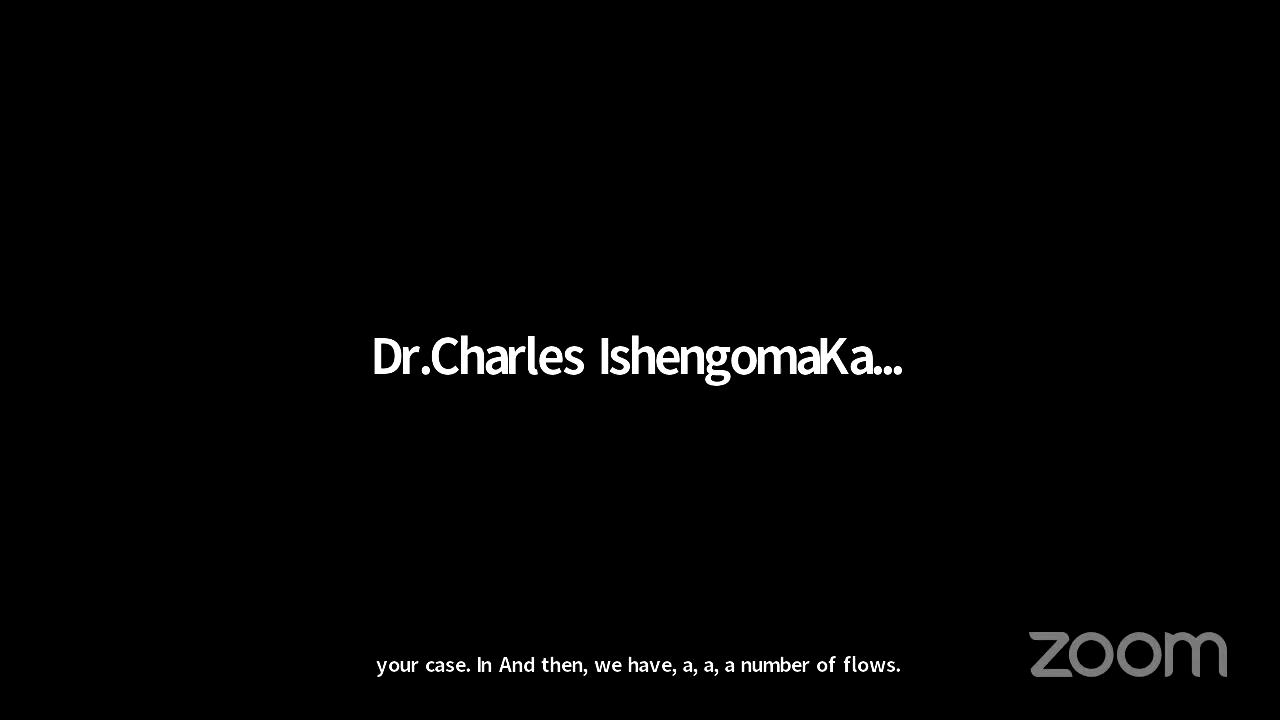 Dr.Charles IshengomaKa...
your case. In And then, we have, a, a, a number of flows.
zoom